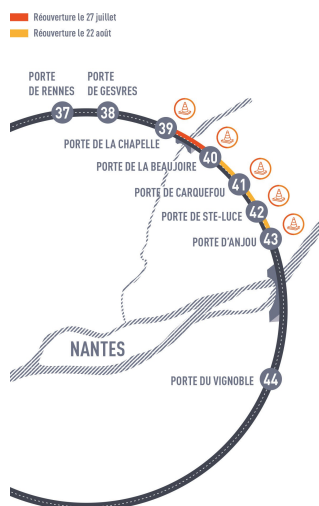 Réouverture le 27 juillet
Réouverture le 22 août
PORTE
DE RENNES
PORTE
DE GESVRES
37
38
39
PORTE DE LA CHAPELLE
40
PORTE DE LA BEAUJOIRE
41
PORTE DE CARQUEFOU
42
PORTE DE STE-LUCE
43
PORTE D'ANJOU
NANTES
PORTE DU VIGNOBLE
44